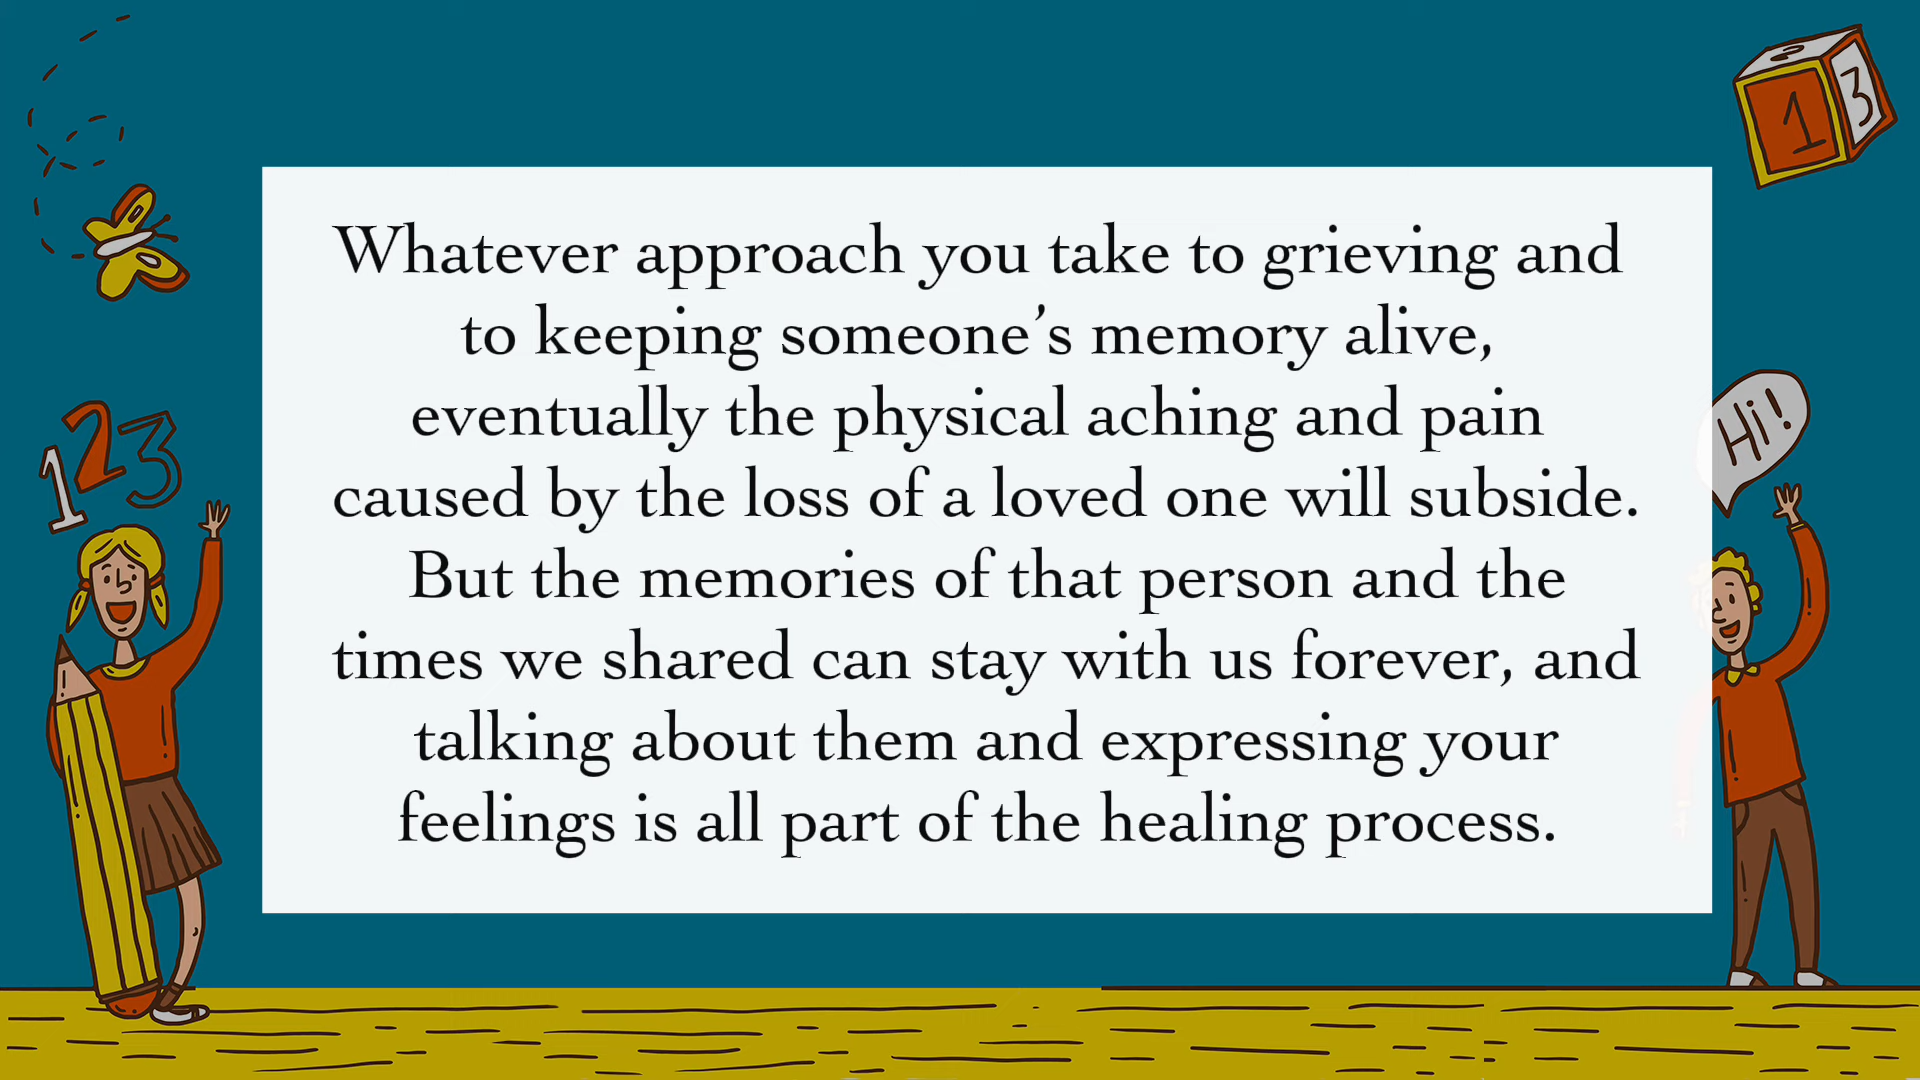 Whatever approach you take to grieving and
to keeping someone’s memory alive,
eventually the physical aching and pain
caused by the loss of a loved one will subside.
But the memories of that person and the
times we shared can stay with us forever, and
talking about them and expressing your
feelings is all part of the healing process.
1 3
123
Hi!